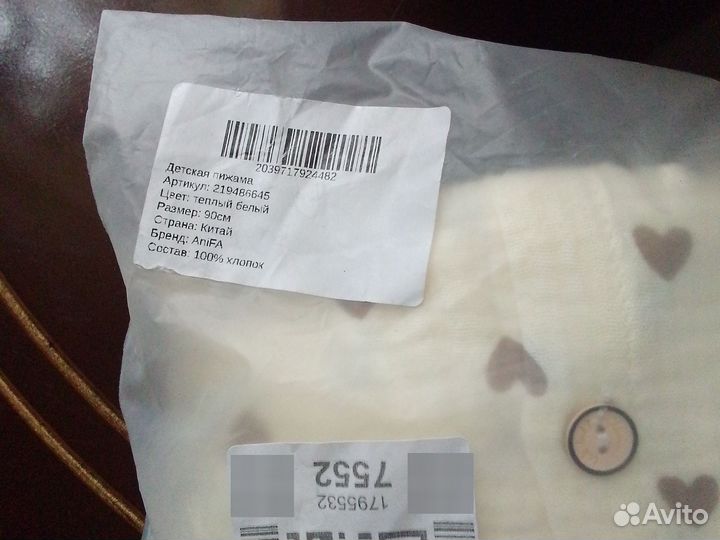 2039717924482
Детская пижама
Артикул: 219486645
Цвет: теплый белый
Размер: 90см
Страна: Китай
Бренд: AniFA
Состав: 100% хлопок
7552
1795532
Avito